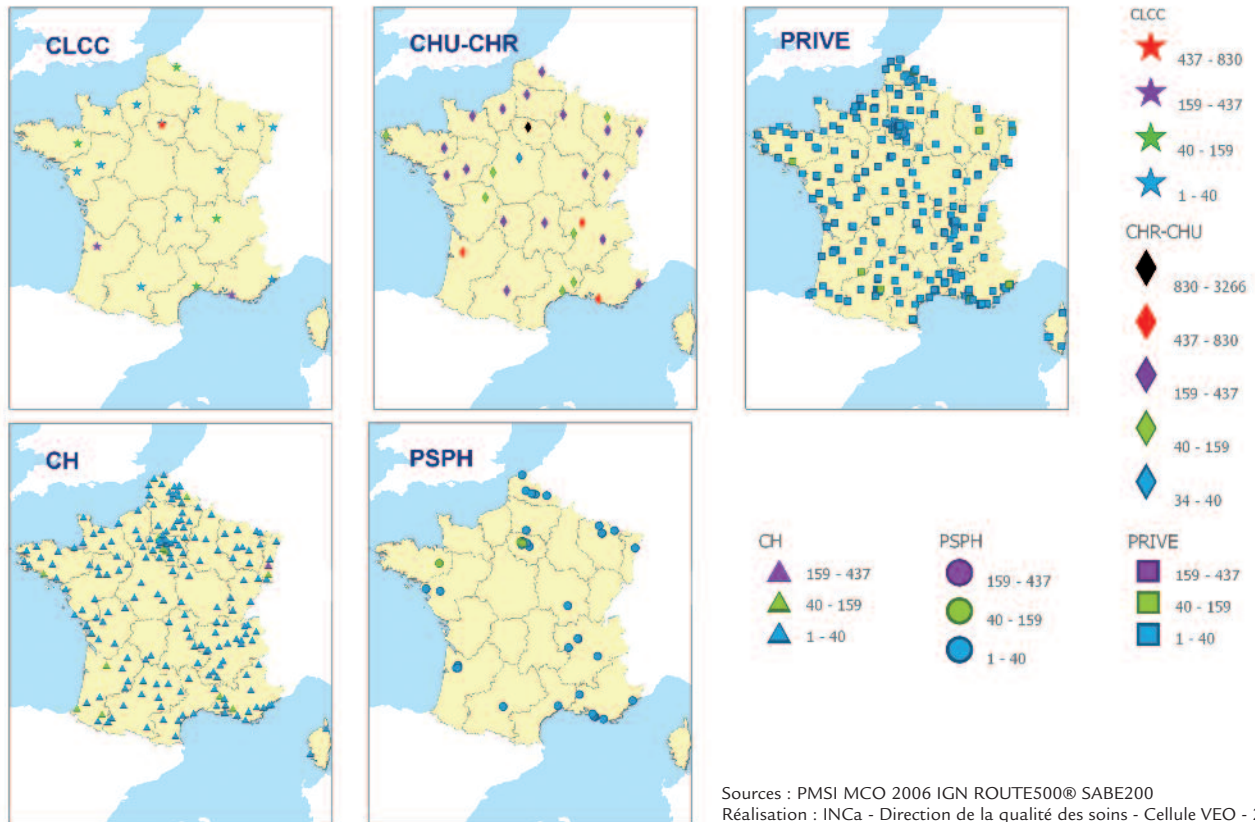 CLCC
CHU-CHR
PRIVE
CH
PSPH
CLCC
437 - 830
159 - 437
40 - 159
1 - 40
CHR-CHU
830 - 3266
437 - 830
159 - 437
40 - 159
34 - 40
CH
159 - 437
40 - 159
1 - 40
PSPH
159 - 437
40 - 159
1 - 40
PRIVE
159 - 437
40 - 159
1 - 40
Sources : PMSI MCO 2006 IGN ROUTE500® SABE200
Réalisation : INCa - Direction de la qualité des soins - Cellule VEO -